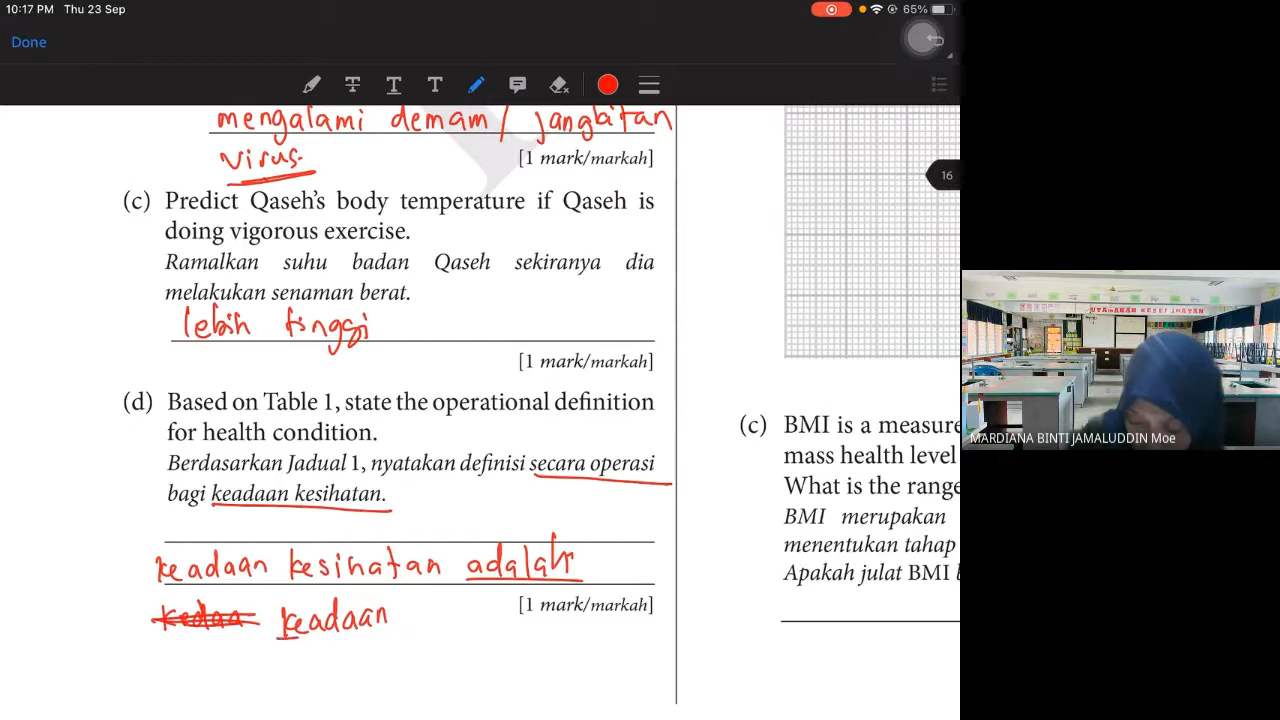 10:17 PM Thu 23 Sep
65%
Done
T
T
T
mengalami demam / jangkitan
virus.
[1 mark/markah]
(c) Predict Qaseh's body temperature if Qaseh is
doing vigorous exercise.
Ramalkan suhu badan Qaseh sekiranya dia
melakukan senaman berat.
lebih tinggi
[1 mark/markah]
(d) Based on Table 1, state the operational definition
for health condition.
Berdasarkan Jadual 1, nyatakan definisi secara operasi
bagi keadaan kesihatan.
keadaan kesihatan adalah
kedaa keadaan
[1 mark/markah]
16
(c) BMI is a measure
mass health level
What is the range
BMI merupakan
menentukan tahap
Apakah julat BMI b
UTAMAKAN KESELAMATAN
MARDIANA BINTI JAMALUDDIN Moe